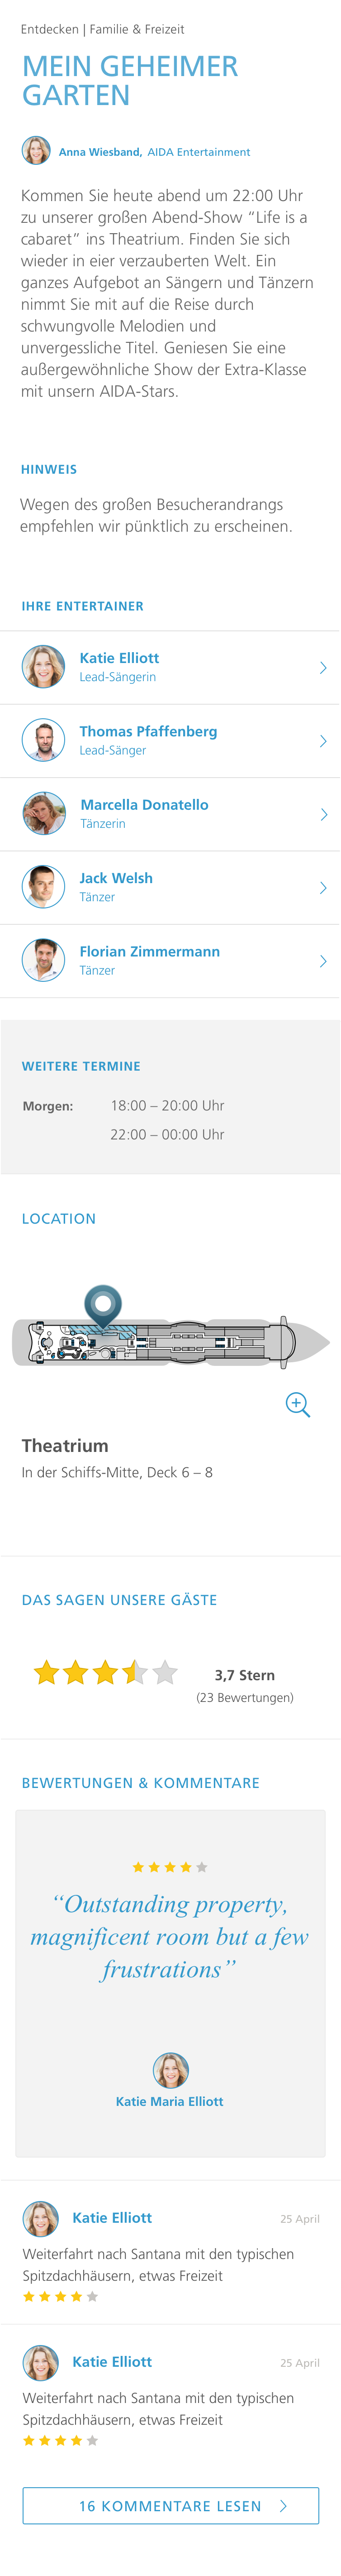 Entdecken | Familie & Freizeit
MEIN GEHEIMER
GARTEN
Anna Wiesband, AIDA Entertainment
Kommen Sie heute abend um 22:00 Uhr
zu unserer großen Abend-Show “Life is a
cabaret” ins Theatrium. Finden Sie sich
wieder in eier verzauberten Welt. Ein
ganzes Aufgebot an Sängern und Tänzern
nimmt Sie mit auf die Reise durch
schwungvolle Melodien und
unvergessliche Titel. Geniesen Sie eine
außergewöhnliche Show der Extra-Klasse
mit unsern AIDA-Stars.
HINWEIS
Wegen des großen Besucherandrangs
empfehlen wir pünktlich zu erscheinen.
IHRE ENTERTAINER
Katie Elliott
Lead-Sängerin
Thomas Pfaffenberg
Lead-Sänger
Marcella Donatello
Tänzerin
Jack Welsh
Tänzer
Florian Zimmermann
Tänzer
WEITERE TERMINE
Morgen: 18:00 – 20:00 Uhr
22:00 – 00:00 Uhr
LOCATION
Theatrium
In der Schiffs-Mitte, Deck 6 – 8
DAS SAGEN UNSERE GÄSTE
3,7 Stern
(23 Bewertungen)
BEWERTUNGEN & KOMMENTARE
“Outstanding property,
magnificent room but a few
frustrations”
Katie Maria Elliott
Katie Elliott 25 April
Weiterfahrt nach Santana mit den typischen
Spitzdachhäusern, etwas Freizeit
Katie Elliott 25 April
Weiterfahrt nach Santana mit den typischen
Spitzdachhäusern, etwas Freizeit
16 KOMMENTARE LESEN